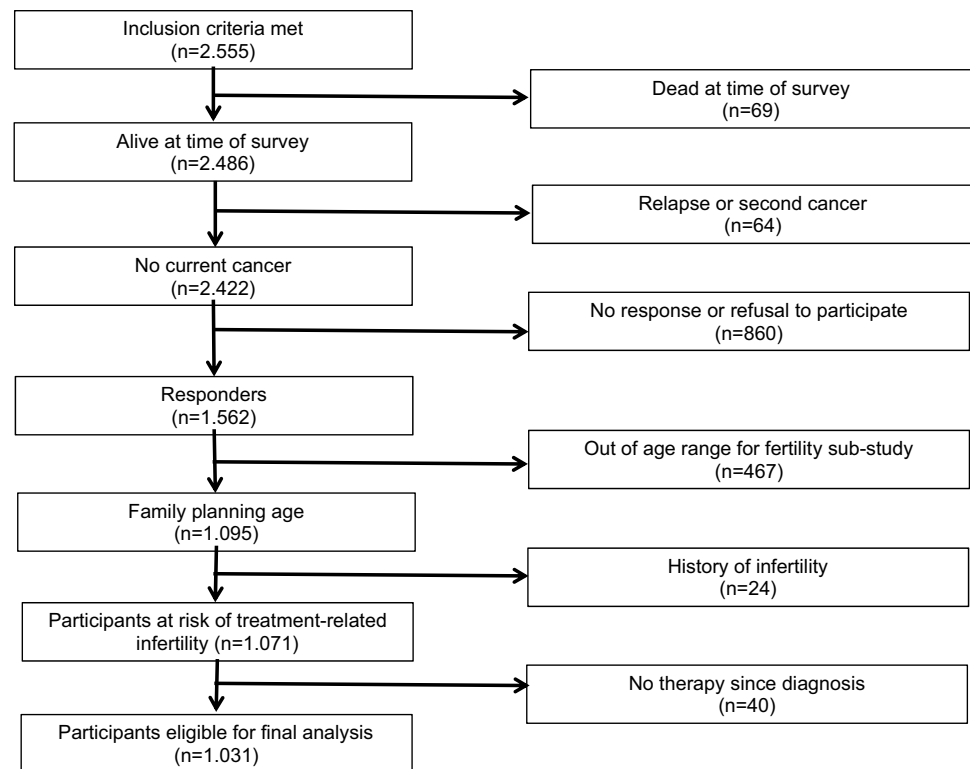 Inclusion criteria met
(n=2.555)
Dead at time of survey
(n=69)
Alive at time of survey
(n=2.486)
Relapse or second cancer
(n=64)
No current cancer
(n=2.422)
No response or refusal to participate
(n=860)
Responders
(n=1.562)
Out of age range for fertility sub-study
(n=467)
Family planning age
(n=1.095)
History of infertility
(n=24)
Participants at risk of treatment-related
infertility (n=1.071)
No therapy since diagnosis
(n=40)
Participants eligible for final analysis
(n=1.031)